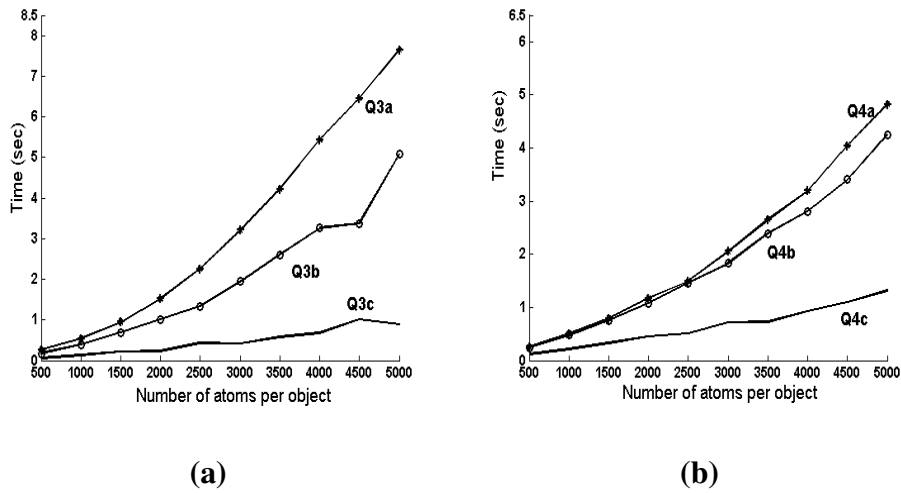 8.5
8
7
6
5
4
3
2
1
0
Time (sec)
Q3a
Q3b
Q3c
500 1000 1500 2000 2500 3000 3500 4000 4500 5000
Number of atoms per object
(a)
6.5
6
5
4
3
2
1
0
Time (sec)
Q4a
Q4b
Q4c
500 1000 1500 2000 2500 3000 3500 4000 4500 5000
Number of atoms per object
(b)